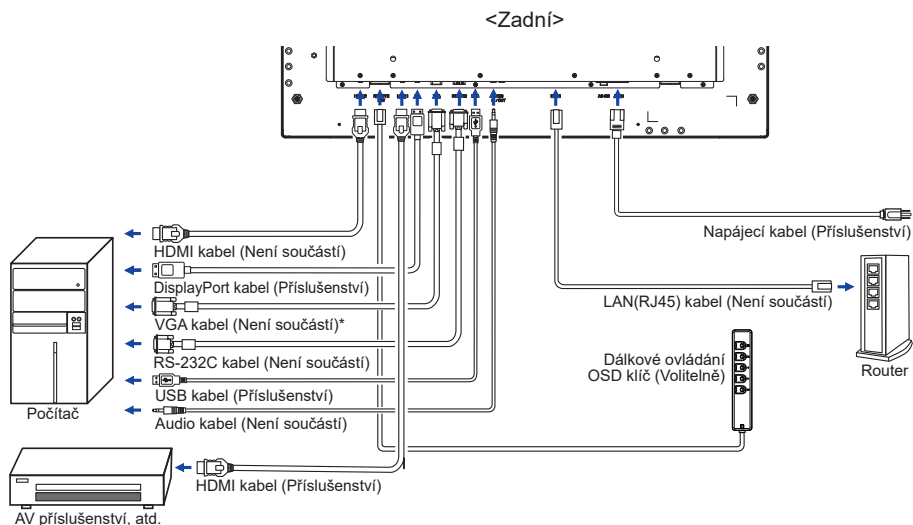 <Zadní>
HDMI kabel (Není součástí)
DisplayPort kabel (Příslušenství)
VGA kabel (Není součástí)*
RS-232C kabel (Není součástí)
USB kabel (Příslušenství)
Audio kabel (Není součástí)
Počítač
HDMI kabel (Příslušenství)
AV příslušenství, atd.
Napájecí kabel (Příslušenství)
LAN(RJ45) kabel (Není součástí)
Dálkové ovládání
OSD klíč (Volitelně)
Router